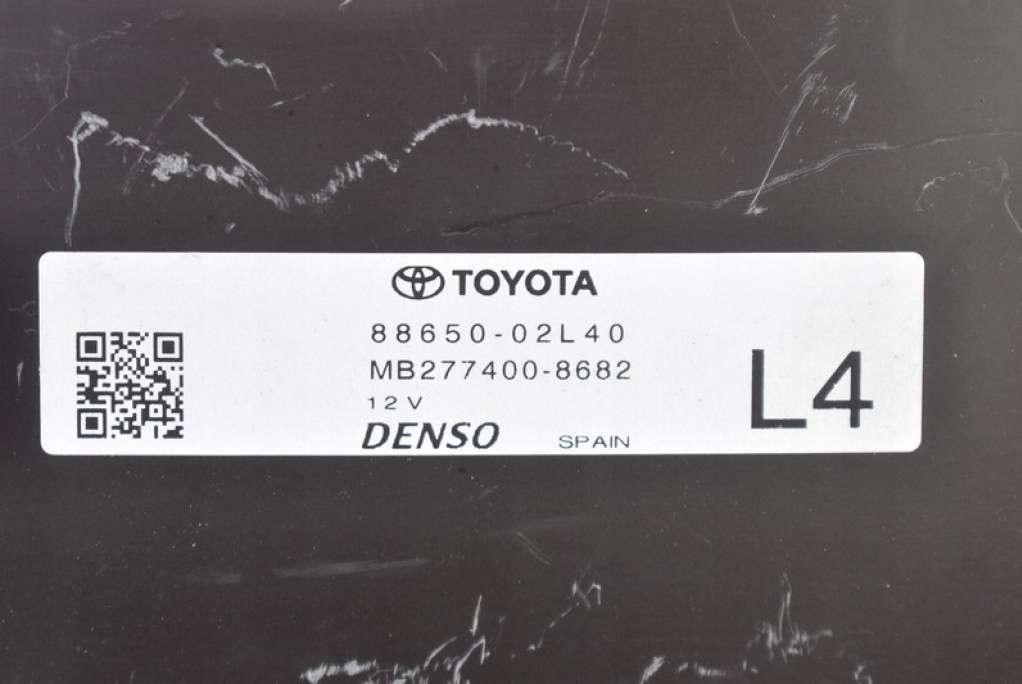 TOYOTA
88650-02L40
MB277400-8682
12V
DENSO SPAIN
L4